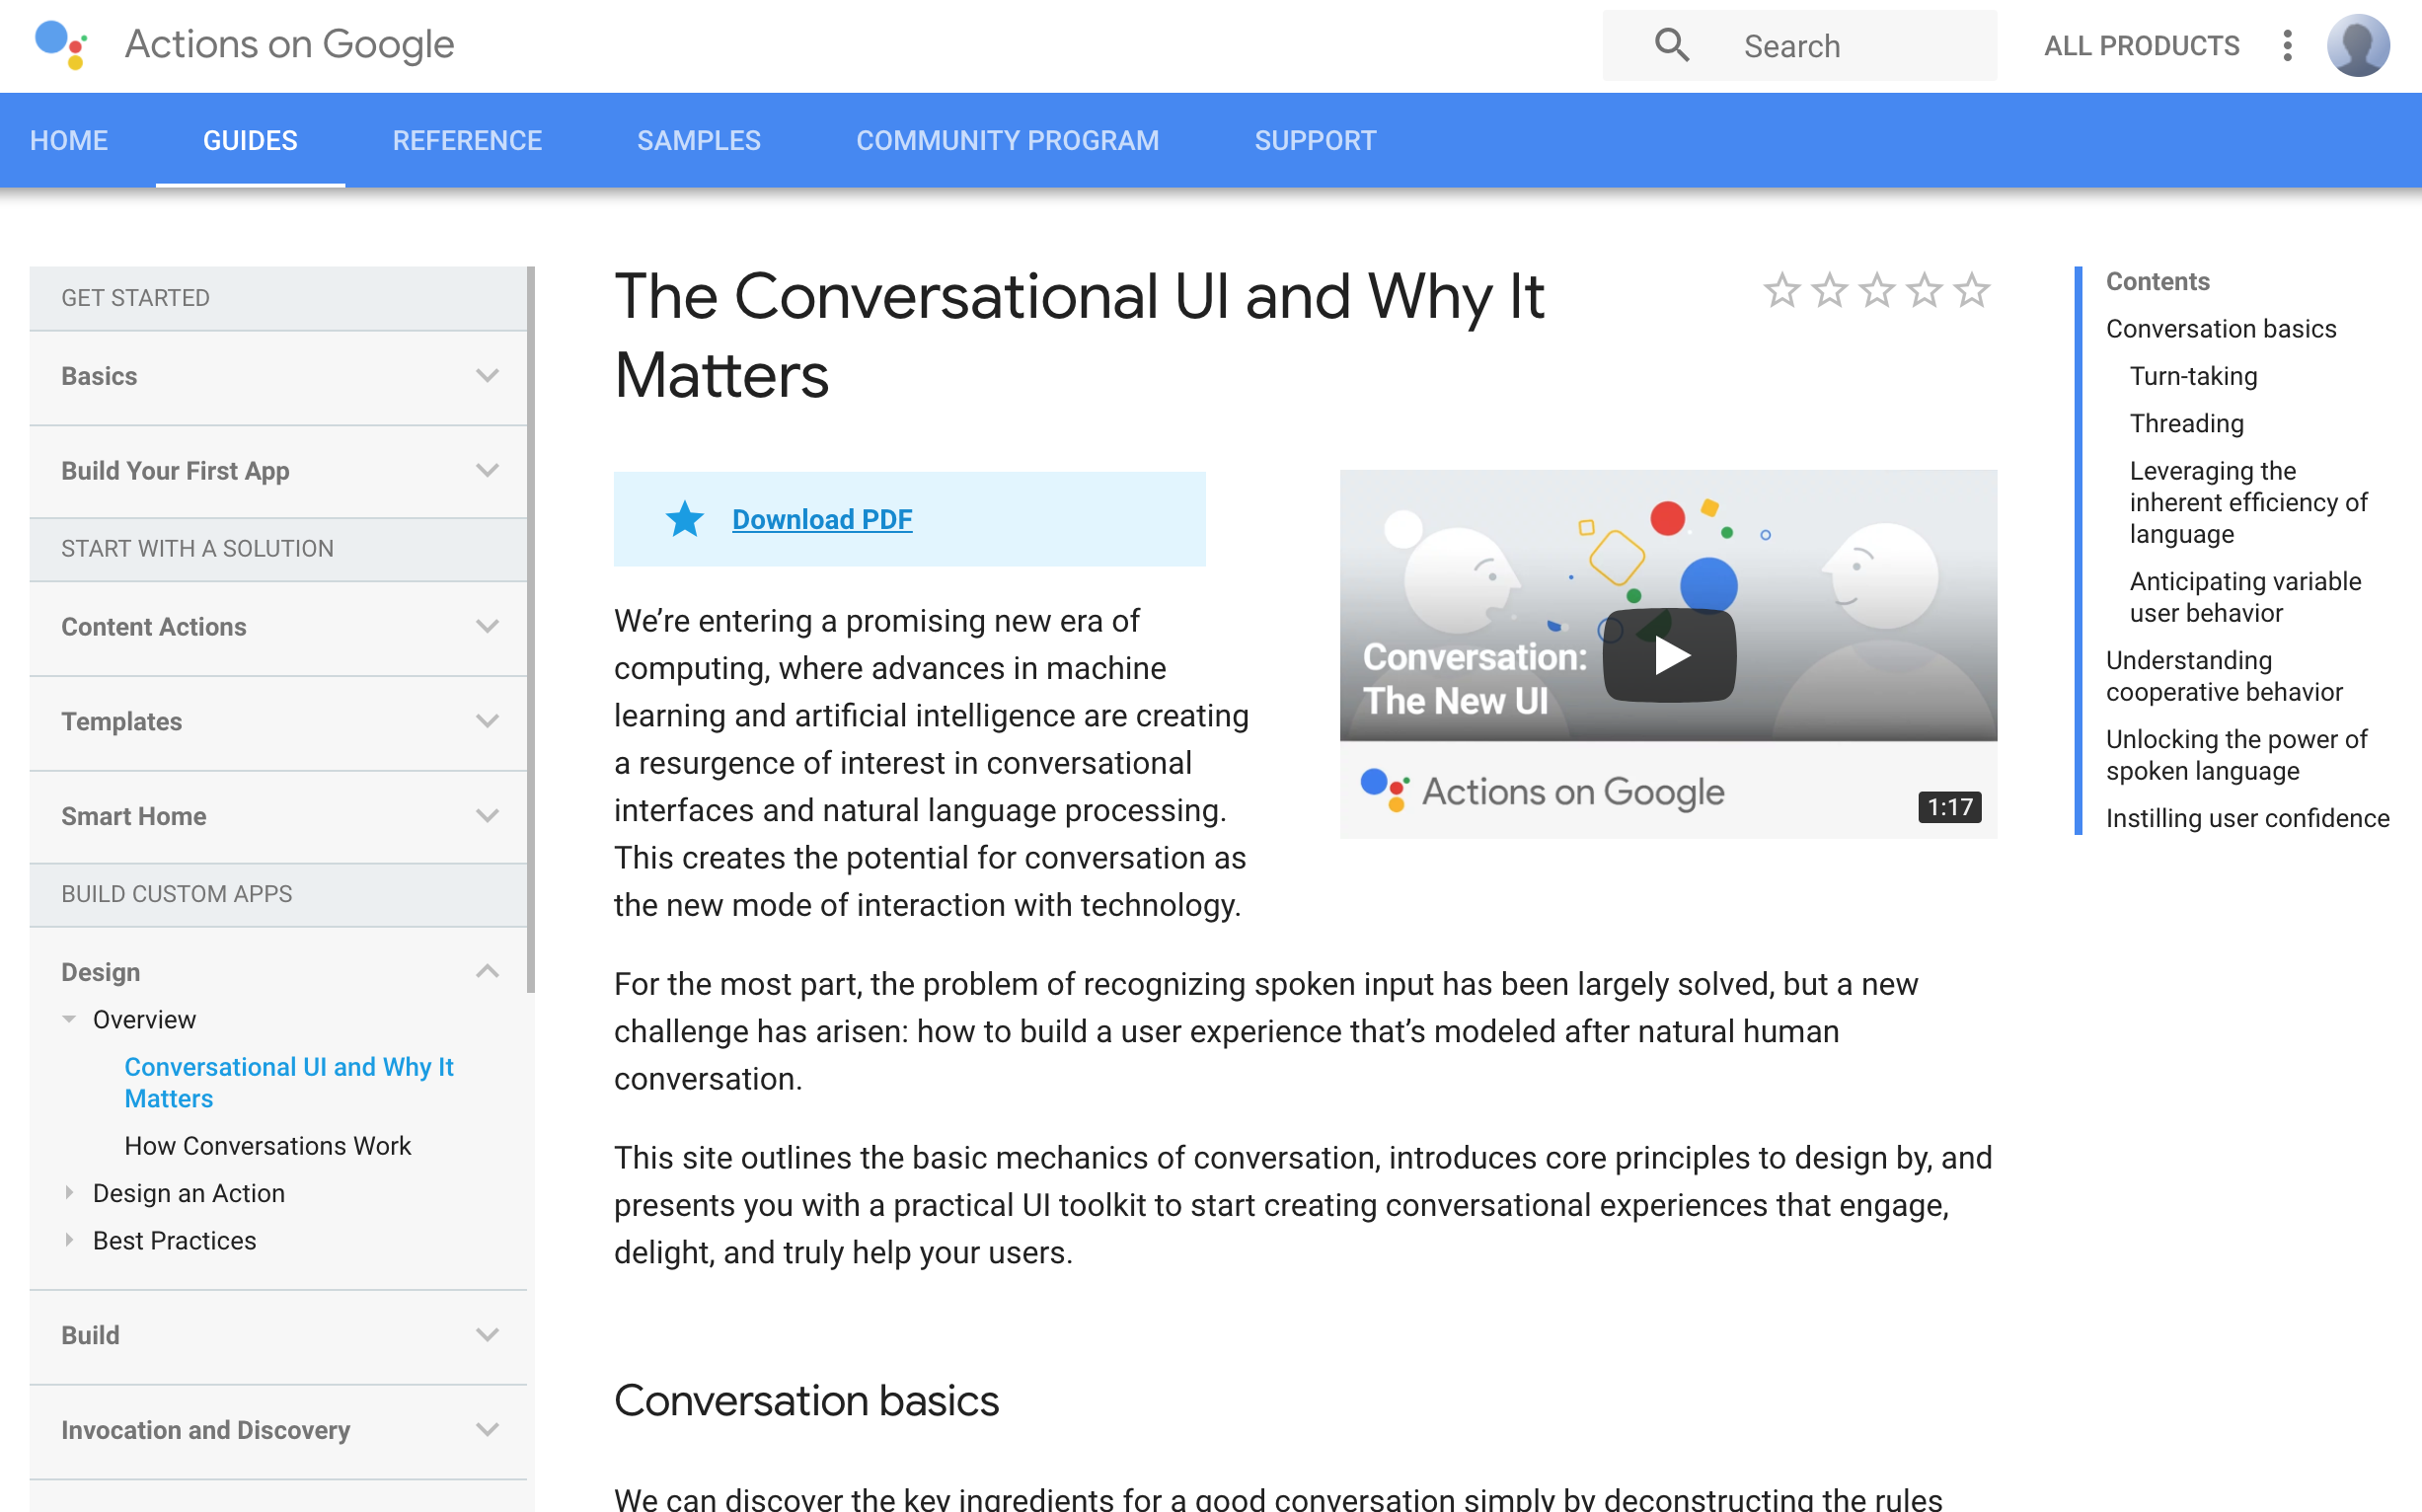 Actions on Google
Search
ALL PRODUCTS
HOME
GUIDES
REFERENCE
SAMPLES
COMMUNITY PROGRAM
SUPPORT
GET STARTED
Basics
Build Your First App
START WITH A SOLUTION
Content Actions
Templates
Smart Home
BUILD CUSTOM APPS
Design
Overview
Conversational UI and Why It
Matters
How Conversations Work
Design an Action
Best Practices
Build
Invocation and Discovery
The Conversational UI and Why It
Matters
Download PDF
We’re entering a promising new era of
computing, where advances in machine
learning and artificial intelligence are creating
a resurgence of interest in conversational
interfaces and natural language processing.
This creates the potential for conversation as
the new mode of interaction with technology.
Conversation:
The New UI
Actions on Google
1:17
For the most part, the problem of recognizing spoken input has been largely solved, but a new
challenge has arisen: how to build a user experience that’s modeled after natural human
conversation.
This site outlines the basic mechanics of conversation, introduces core principles to design by, and
presents you with a practical UI toolkit to start creating conversational experiences that engage,
delight, and truly help your users.
Conversation basics
We can discover the key ingredients for a good conversation simply by deconstructing the rules
Contents
Conversation basics
Turn-taking
Threading
Leveraging the
inherent efficiency of
language
Anticipating variable
user behavior
Understanding
cooperative behavior
Unlocking the power of
spoken language
Instilling user confidence